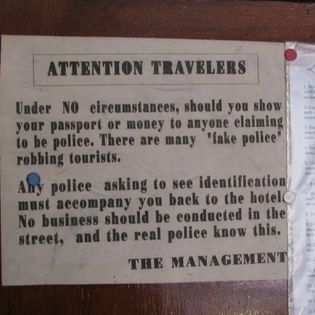 ATTENTION TRAVELERS
Under NO circumstances, should you show
your passport or money to anyone claiming
to be police. There are many "fake police"
robbing tourists.
Any police asking to see identification
must accompany you back to the hotel.
No business should be conducted in the
street, and the real police know this.
THE MANAGEMENT